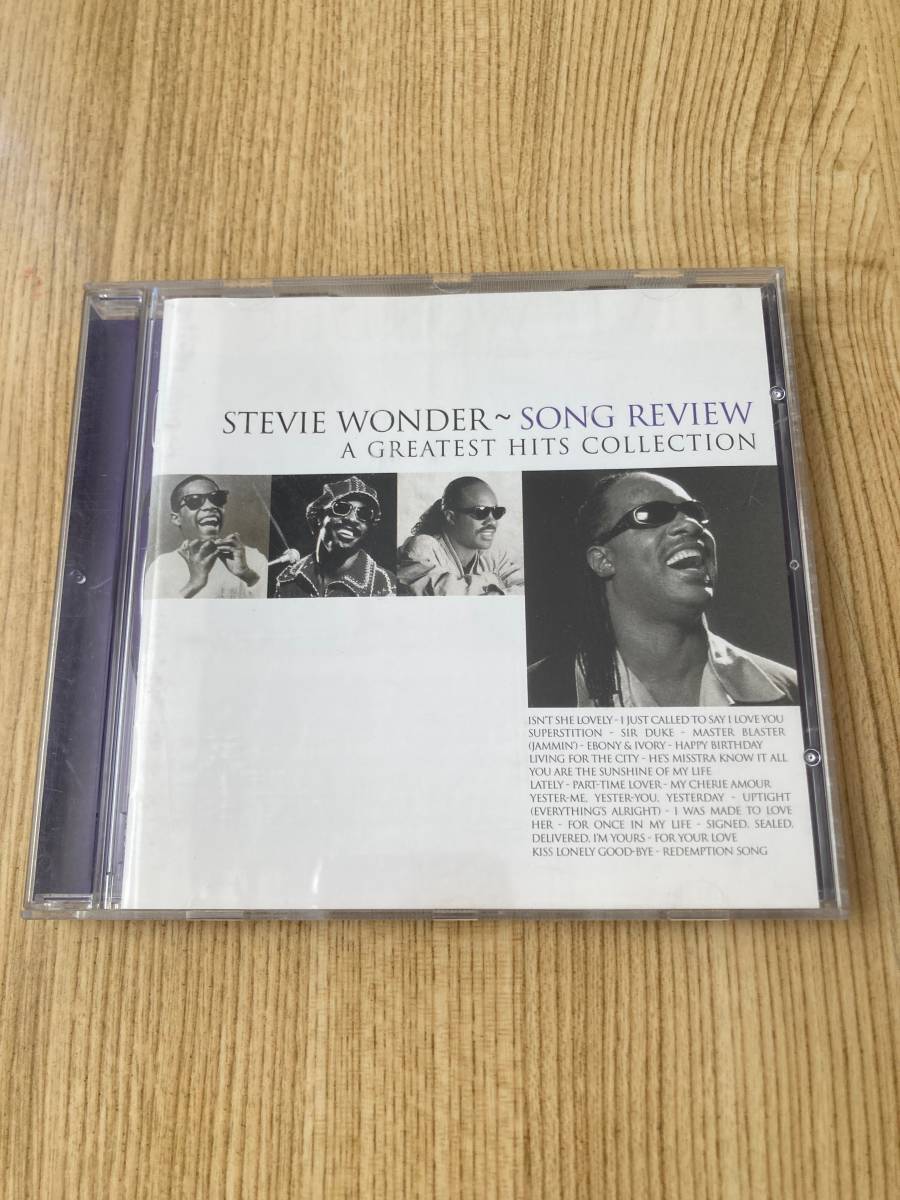 STEVIE WONDER ~ SONG REVIEW
A GREATEST HITS COLLECTION
ISN'T SHE LOVELY - I JUST CALLED TO SAY I LOVE YOU
SUPERSTITION - SIR DUKE - MASTER BLASTER
(JAMMIN') - EBONY & IVORY - HAPPY BIRTHDAY
LIVING FOR THE CITY - HE'S MISSTRA KNOW IT ALL
YOU ARE THE SUNSHINE OF MY LIFE
LATELY - PART-TIME LOVER - MY CHERIE AMOUR
YESTER-ME, YESTER-YOU, YESTERDAY - UPTIGHT
(EVERYTHING'S ALRIGHT) - I WAS MADE TO LOVE
HER - FOR ONCE IN MY LIFE - SIGNED, SEALED,
DELIVERED, I'M YOURS - FOR YOUR LOVE
KISS LONELY GOOD-BYE - REDEMPTION SONG